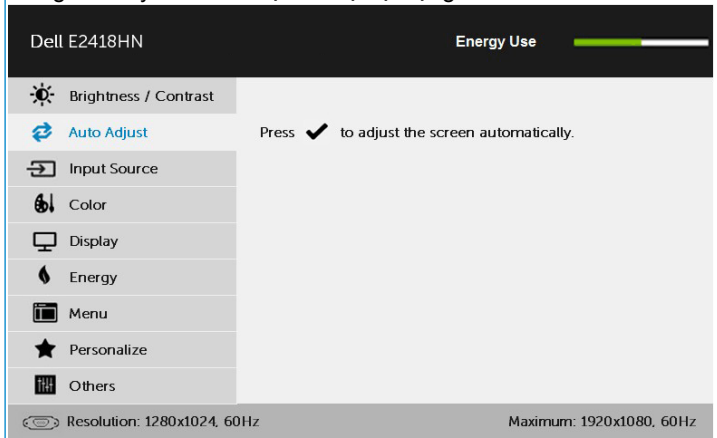 Dell E2418HN
Energy Use
Brightness / Contrast
Auto Adjust
Press ✔ to adjust the screen automatically.
Input Source
Color
Display
Energy
Menu
Personalize
Others
Resolution: 1280x1024, 60Hz
Maximum: 1920x1080, 60Hz